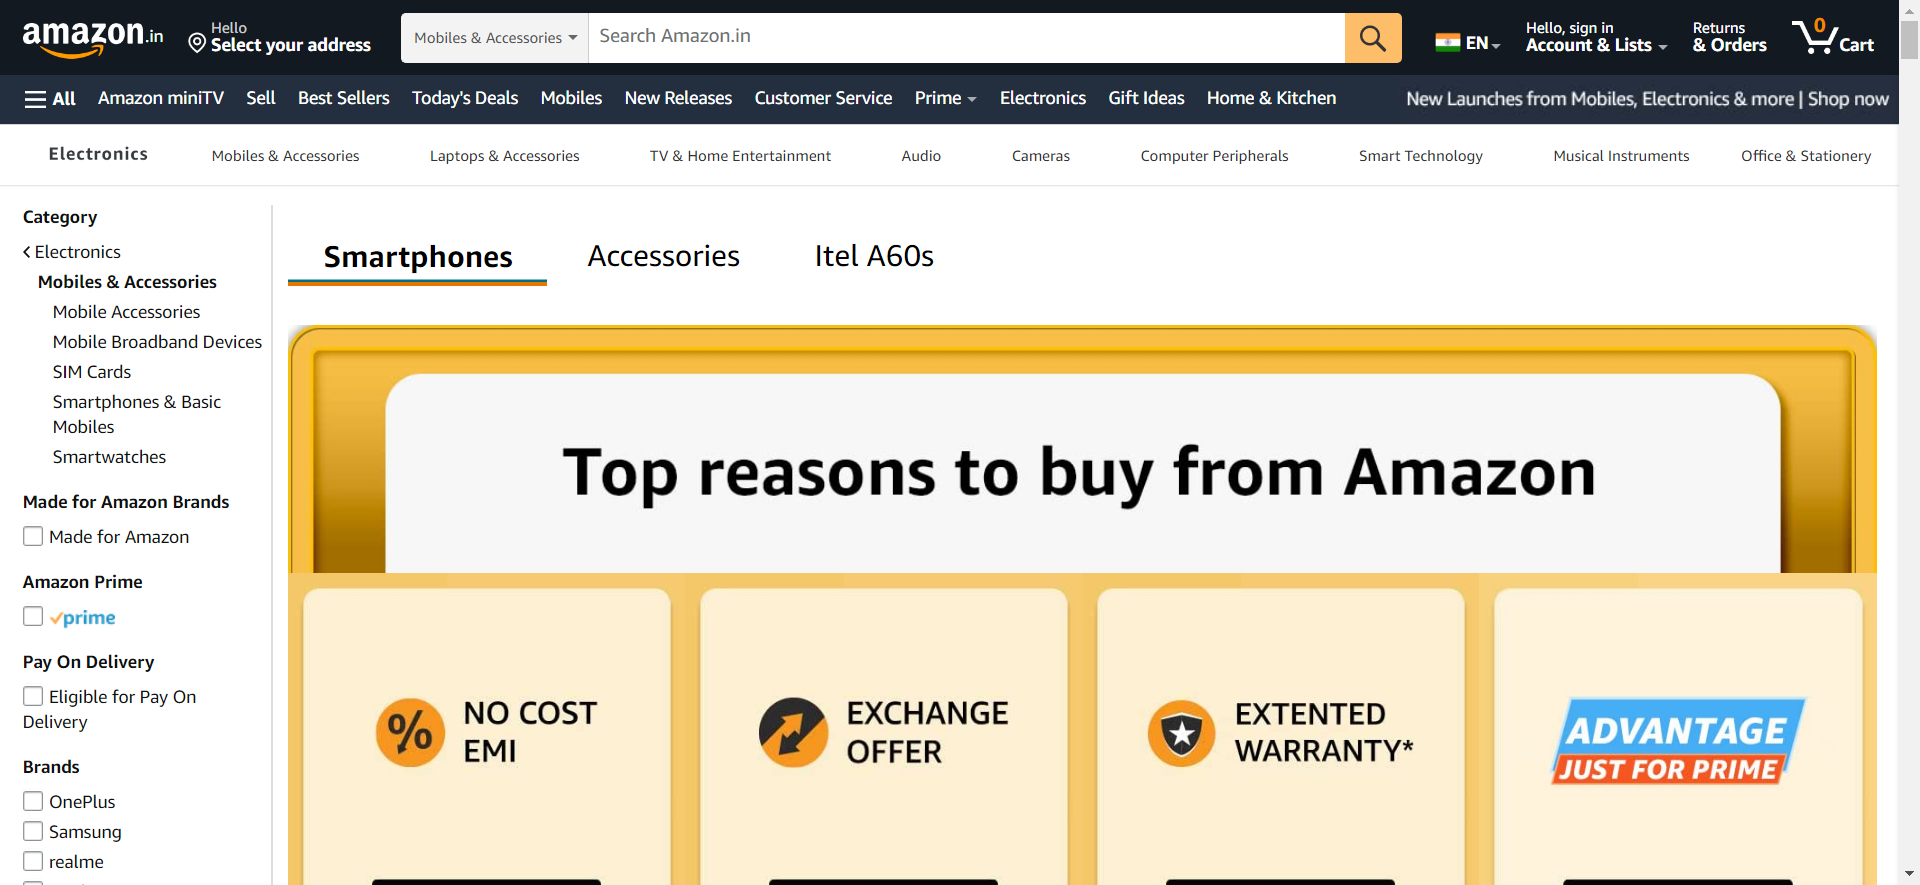 amazon.in
Hello
Select your address
Mobiles & Accessories
Search Amazon.in
EN
Hello, sign in
Account & Lists
Returns
& Orders
0
Cart
All
Amazon miniTV
Sell
Best Sellers
Today's Deals
Mobiles
New Releases
Customer Service
Prime
Electronics
Gift Ideas
Home & Kitchen
New Launches from Mobiles, Electronics & more | Shop now
Electronics
Mobiles & Accessories
Laptops & Accessories
TV & Home Entertainment
Audio
Cameras
Computer Peripherals
Smart Technology
Musical Instruments
Office & Stationery
Category
Electronics
Mobiles & Accessories
Mobile Accessories
Mobile Broadband Devices
SIM Cards
Smartphones & Basic
Mobiles
Smartwatches
Made for Amazon Brands
Made for Amazon
Amazon Prime
prime
Pay On Delivery
Eligible for Pay On
Delivery
Brands
OnePlus
Samsung
realme
Smartphones
Accessories
Itel A60s
Top reasons to buy from Amazon
NO COST
EMI
EXCHANGE
OFFER
EXTENTED
WARRANTY*
ADVANTAGE
JUST FOR PRIME